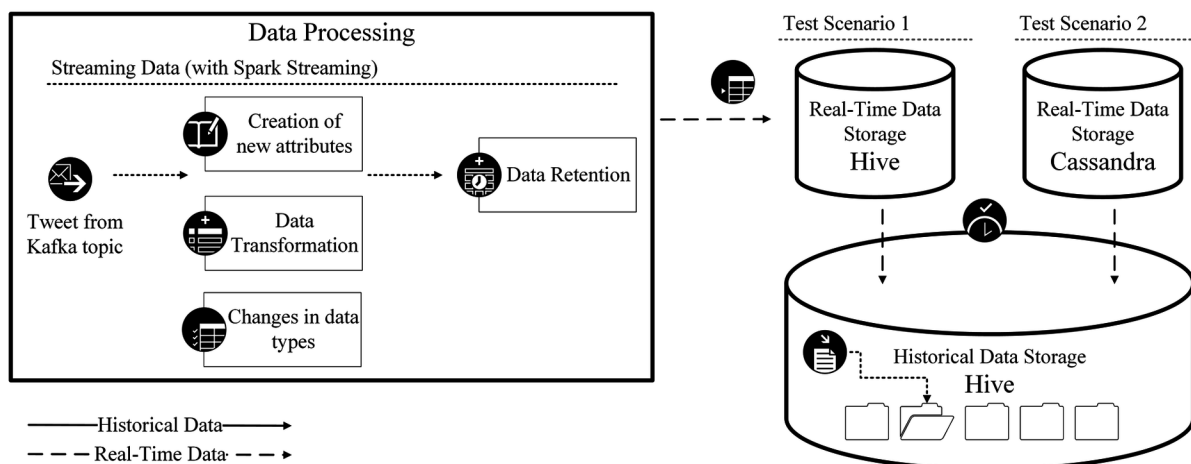 Data Processing
Streaming Data (with Spark Streaming)
Tweet from
Kafka topic
Creation of
new attributes
Data
Transformation
Changes in data
types
Data Retention
Test Scenario 1
Real-Time Data
Storage
Hive
Test Scenario 2
Real-Time Data
Storage
Cassandra
Historical Data Storage
Hive
Historical Data
Real-Time Data